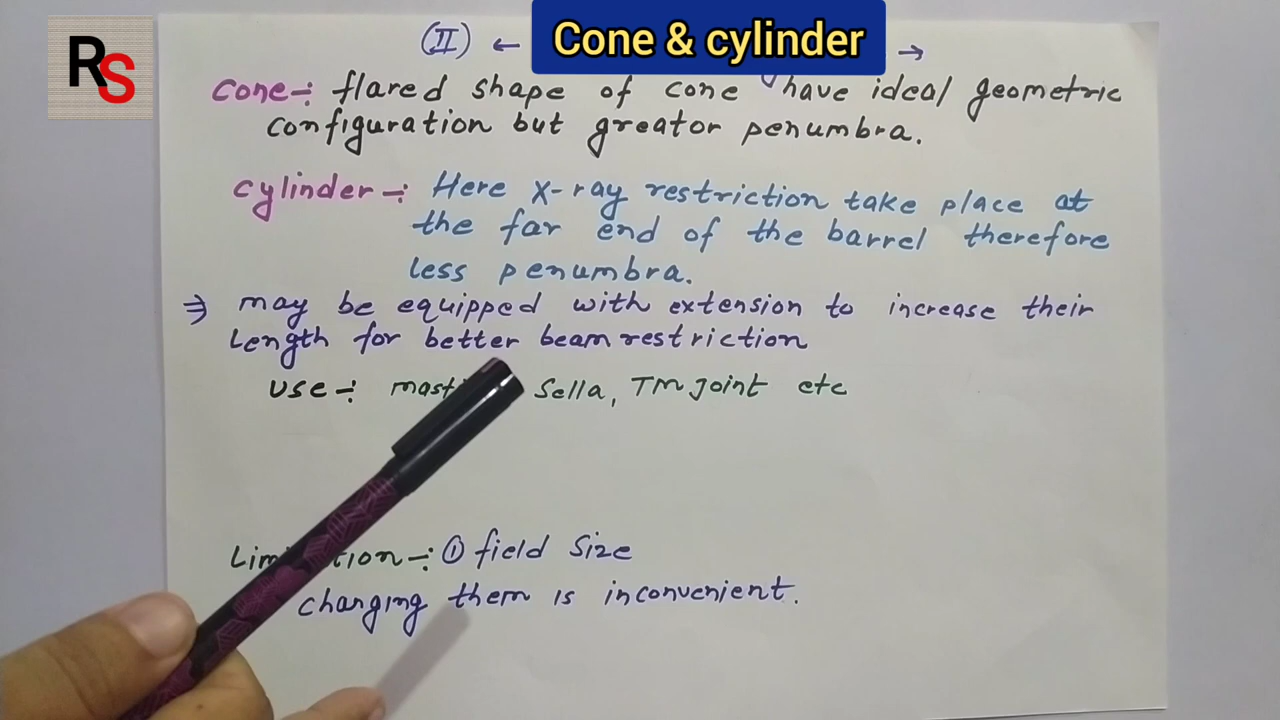 RS
(II) ← Cone & cylinder →
Cone:- flared shape of cone have ideal geometric
configuration but greator penumbra.
cylinder:- Here X-ray restriction take place at
the far end of the barrel therefore
less penumbra.
⇒ may be equipped with extension to increase their
Length for better beam restriction
Use:- Sella, TM Joint etc
① field Size
changing them is inconvenient.